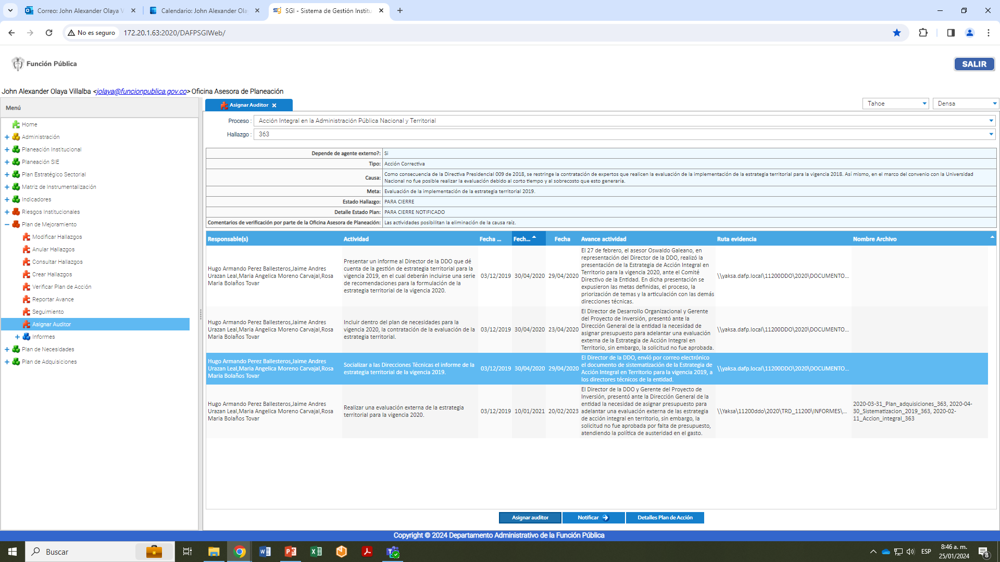 Correo: John Alexander Olaya V
Calendario: John Alexander Ola
SGI - Sistema de Gestión Institu
No es seguro
172.20.1.63:2020/DAFPSGIWeb/
Función Pública
SALIR
John Alexander Olaya Villalba <jolaya@funcionpublica.gov.co> Oficina Asesora de Planeación
Menú
Home
Administración
Planeación Institucional
Planeación SIE
Plan Estratégico Sectorial
Matriz de Instrumentalización
Indicadores
Riesgos Institucionales
Plan de Mejoramiento
Modificar Hallazgos
Anular Hallazgos
Consultar Hallazgos
Crear Hallazgos
Verificar Plan de Acción
Reportar Avance
Seguimiento
Asignar Auditor
Informes
Plan de Necesidades
Plan de Adquisiciones
Asignar Auditor
Tahoe
Densa
Proceso : Acción Integral en la Administración Pública Nacional y Territorial
Hallazgo : 363
Depende de agente externo?: Si
Tipo: Acción Correctiva
Causa: Como consecuencia de la Directiva Presidencial 009 de 2018, se restringe la contratación de expertos que realicen la evaluación de la implementación de la estrategia territorial para la vigencia 2018. Así mismo, en el marco del convenio con la Universidad
Nacional no fue posible realizar la evaluación debido al corto tiempo y al sobrecosto que esto generaría.
Meta: Evaluación de la implementación de la estrategia territorial 2019.
Estado Hallazgo: PARA CIERRE
Detalle Estado Plan: PARA CIERRE NOTIFICADO
Comentarios de verificación por parte de la Oficina Asesora de Planeación: Las actividades posibilitan la eliminación de la causa raíz.
Responsable(s) Actividad Fecha ... Fech... Fecha Avance actividad Ruta evidencia Nombre Archivo
Hugo Armando Perez Ballesteros,Jaime Andres
Urazan Leal,Maria Angelica Moreno Carvajal,Rosa
Maria Bolaños Tovar
Presentar un informe al Director de la DDO que dé
cuenta de la gestión de estrategia territorial para la
vigencia 2019, en el cual deberán incluirse una serie
de recomendaciones para la formulación de la
estrategia territorial de la vigencia 2020.
03/12/2019 30/04/2020 29/04/2020
El 27 de febrero, el asesor Oswaldo Galeano, en
representación del Director de la DDO, realizó la
presentación de la Estrategia de Acción Integral en
Territorio para la vigencia 2020, ante el Comité
Directivo de la Entidad. En dicha presentación se
expusieron las metas definidas, el proceso, la
priorización de temas y la articulación con las demás
direcciones técnicas.
\\yaksa.dafp.local\11200DDO\2020\DOCUMENTO...
Hugo Armando Perez Ballesteros,Jaime Andres
Urazan Leal,Maria Angelica Moreno Carvajal,Rosa
Maria Bolaños Tovar
Incluir dentro del plan de necesidades para la
vigencia 2020, la contratación de la evaluación de la
estrategia territorial.
03/12/2019 30/04/2020 23/04/2020
El Director de Desarrollo Organizacional y Gerente
del Proyecto de Inversión, presentó ante la
Dirección General de la entidad la necesidad de
asignar presupuesto para adelantar una evaluación
externa de la Estrategia de Acción Integral en
Territorio, sin embargo, la solicitud no fue aprobada.
\\yaksa.dafp.local\11200DDO\2020\DOCUMENTO...
Hugo Armando Perez Ballesteros,Jaime Andres
Urazan Leal,Maria Angelica Moreno Carvajal,Rosa
Maria Bolaños Tovar
Socializar a las Direcciones Técnicas el informe de la
estrategia territorial de la vigencia 2019.
03/12/2019 30/04/2020 29/04/2020
El Director de la DDO, envió por correo electrónico
el documento de sistematización de la Estrategia de
Acción Integral en Territorio para la vigencia 2019, a
los directores técnicos de la entidad.
\\yaksa.dafp.local\11200DDO\2020\DOCUMENTO...
Hugo Armando Perez Ballesteros,Jaime Andres
Urazan Leal,Maria Angelica Moreno Carvajal,Rosa
Maria Bolaños Tovar
Realizar una evaluación externa de la estrategia
territorial para la vigencia 2020.
03/12/2019 10/01/2021 20/02/2023
El Director de la DDO y Gerente del Proyecto de
Inversión, presentó ante la Dirección General de la
entidad la necesidad de asignar presupuesto para
adelantar una evaluación externa de las estrategia
de acción integral en territorio, sin embargo, la
solicitud no fue aprobada por falta de presupuesto,
atendiendo la política de austeridad en el gasto.
\\Yaksa\11200ddo\2020\TRD_11200\INFORMES\...
2020-03-31_Plan_adquisiciones_363, 2020-04-
30_Sistematizacion_2019_363, 2020-02-
11_Accion_integral_363
Asignar auditor
Notificar
Detalles Plan de Acción
Copyright © 2024 Departamento Administrativo de la Función Pública
Buscar
ESP
8:46 a. m.
25/01/2024
8